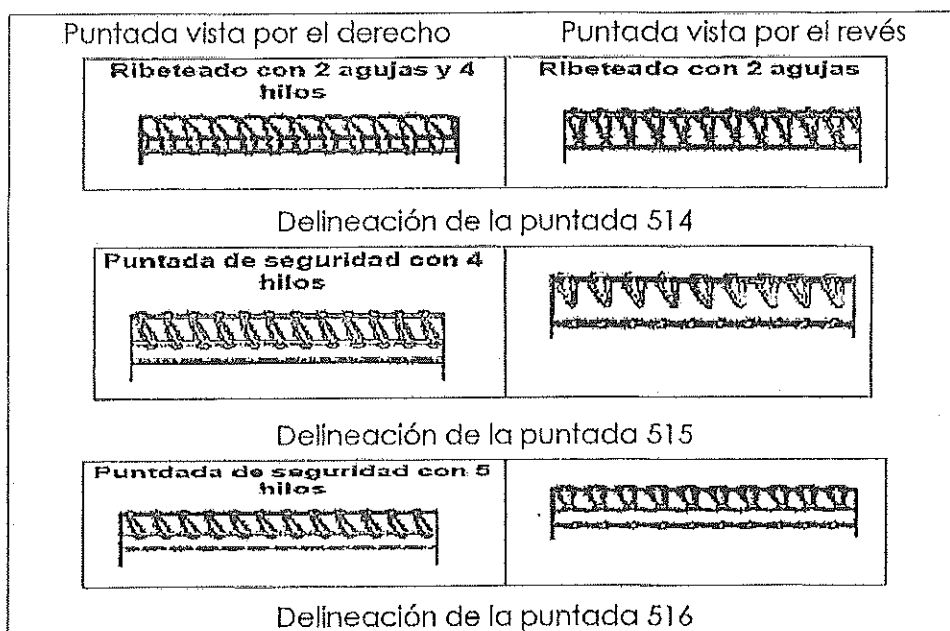 Puntada vista por el derecho
Puntada vista por el revés
Ribeteado con 2 agujas y 4
hilos
Ribeteado con 2 agujas
Delineación de la puntada 514
Puntada de seguridad con 4
hilos
Delineación de la puntada 515
Puntdada de seguridad con 5
hilos
Delineación de la puntada 516